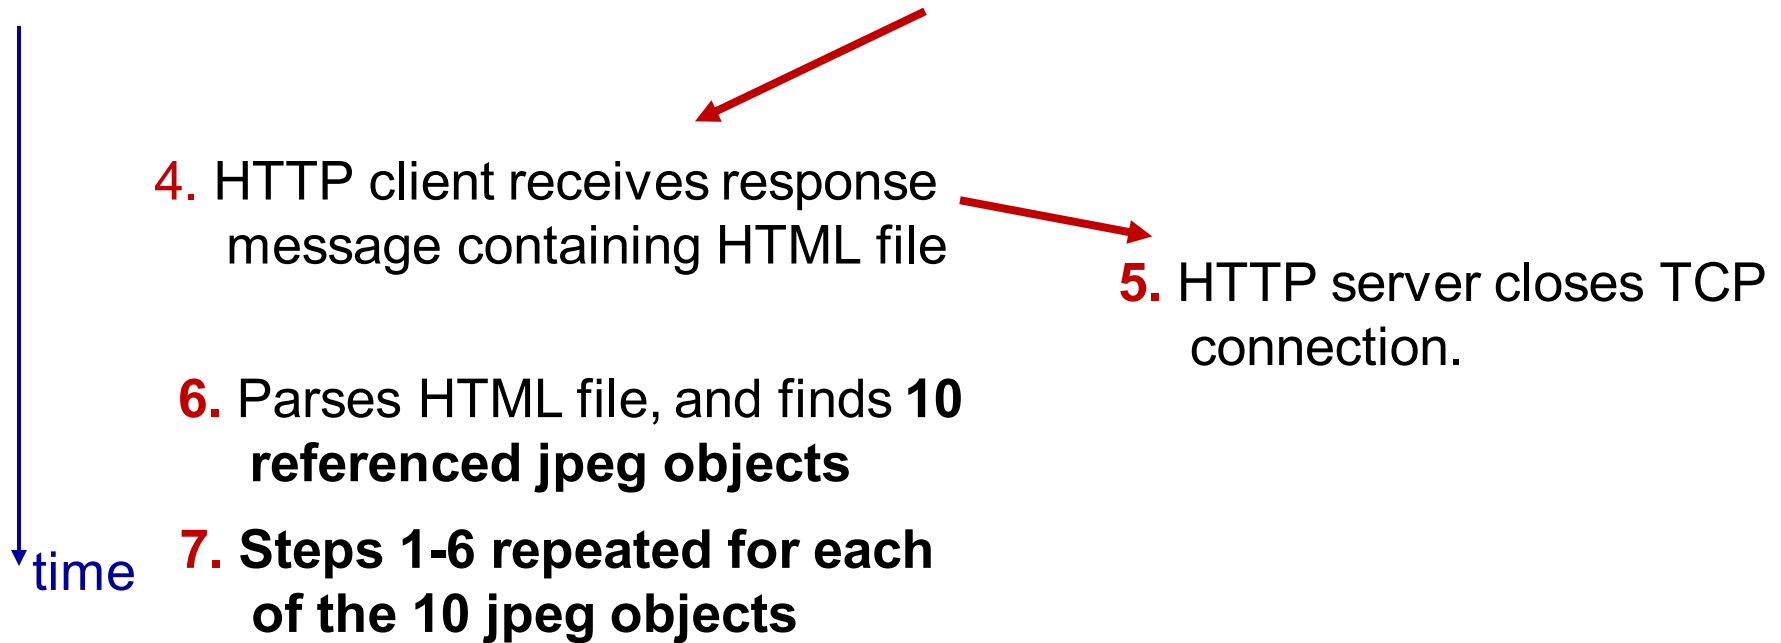 4. HTTP client receives response
message containing HTML file
5. HTTP server closes TCP
connection.
6. Parses HTML file, and finds 10
referenced jpeg objects
7. Steps 1-6 repeated for each
of the 10 jpeg objects
time